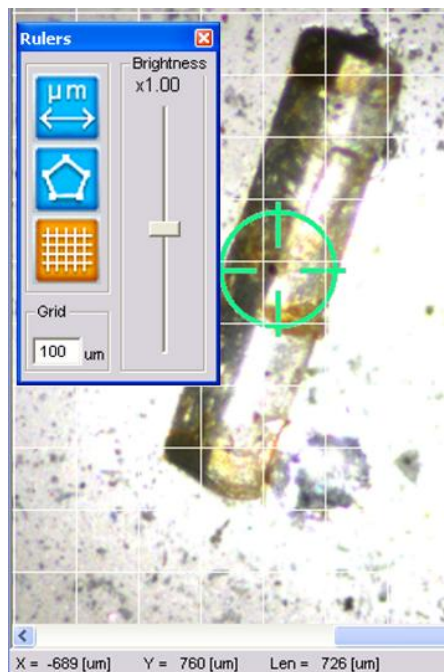 Rulers
Brightness
x1.00
µm
Grid
100 um
X = -689 [um] Y = 760 [um] Len = 726 [um]